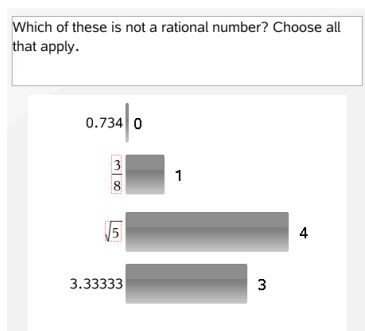 Which of these is not a rational number? Choose all
that apply.
0.734 0
3/8 1
√5 4
3.33333 3